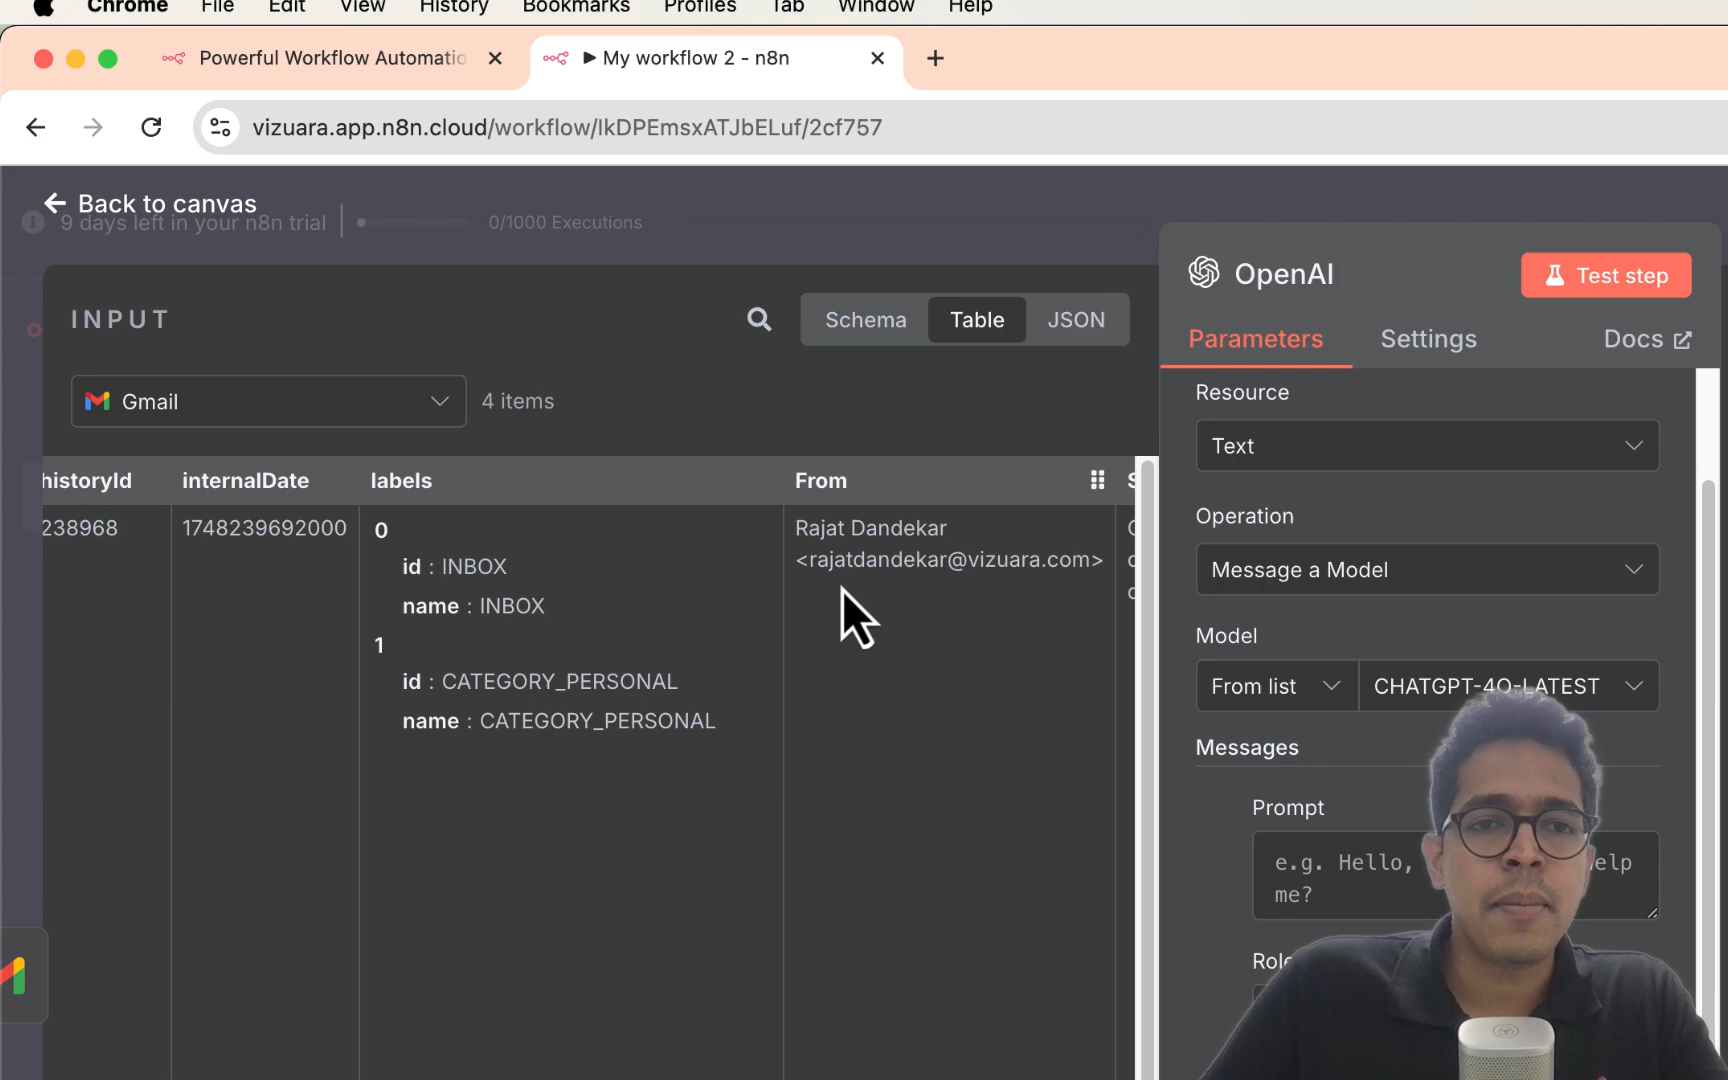 Chrome File Edit View History Bookmarks Profiles Tab Window Help
Powerful Workflow Automatio
My workflow 2 - n8n
vizuara.app.n8n.cloud/workflow/lkDPEmsxATJbELuf/2cf757
Back to canvas
9 days left in your n8n trial
0/1000 Executions
INPUT
Schema Table JSON
Gmail
4 items
historyId internalDate labels From
238968 1748239692000 0 Rajat Dandekar
id : INBOX <rajatdandekar@vizuara.com>
name : INBOX
1
id : CATEGORY_PERSONAL
name : CATEGORY_PERSONAL
OpenAI
Test step
Parameters Settings Docs
Resource
Text
Operation
Message a Model
Model
From list CHATGPT-4O-LATEST
Messages
Prompt
e.g. Hello, elp
me?
Role